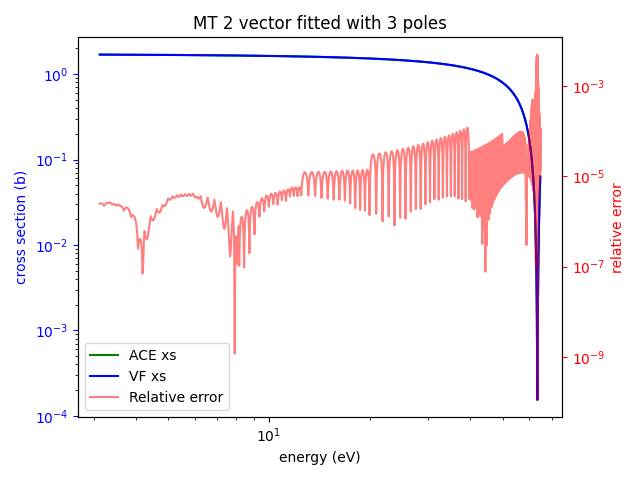 MT 2 vector fitted with 3 poles
10⁰
10⁻¹
10⁻²
10⁻³
10⁻⁴
cross section (b)
10⁻³
10⁻⁵
10⁻⁷
10⁻⁹
relative error
ACE xs
VF xs
Relative error
10¹
energy (eV)